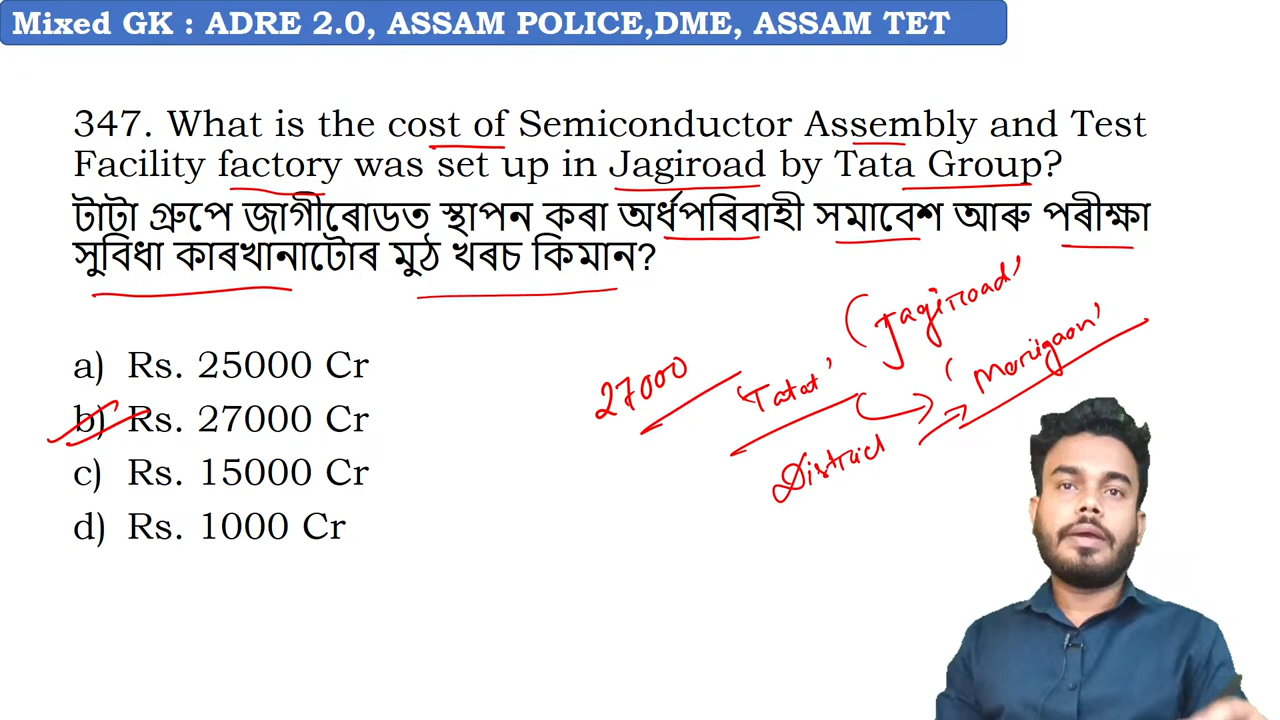 Mixed GK : ADRE 2.0, ASSAM POLICE,DME, ASSAM TET
347. What is the cost of Semiconductor Assembly and Test
Facility factory was set up in Jagiroad by Tata Group?
টাটা গ্ৰুপে জাগীৰোডত স্থাপন কৰা অৰ্ধপৰিবাহী সমাবেশ আৰু পৰীক্ষা
সুবিধা কাৰখানাটোৰ মুঠ খৰচ কিমান?
a) Rs. 25000 Cr
b) Rs. 27000 Cr
c) Rs. 15000 Cr
d) Rs. 1000 Cr
(Jagiroad'
27000
'Tatat'
( Morigaon'
District